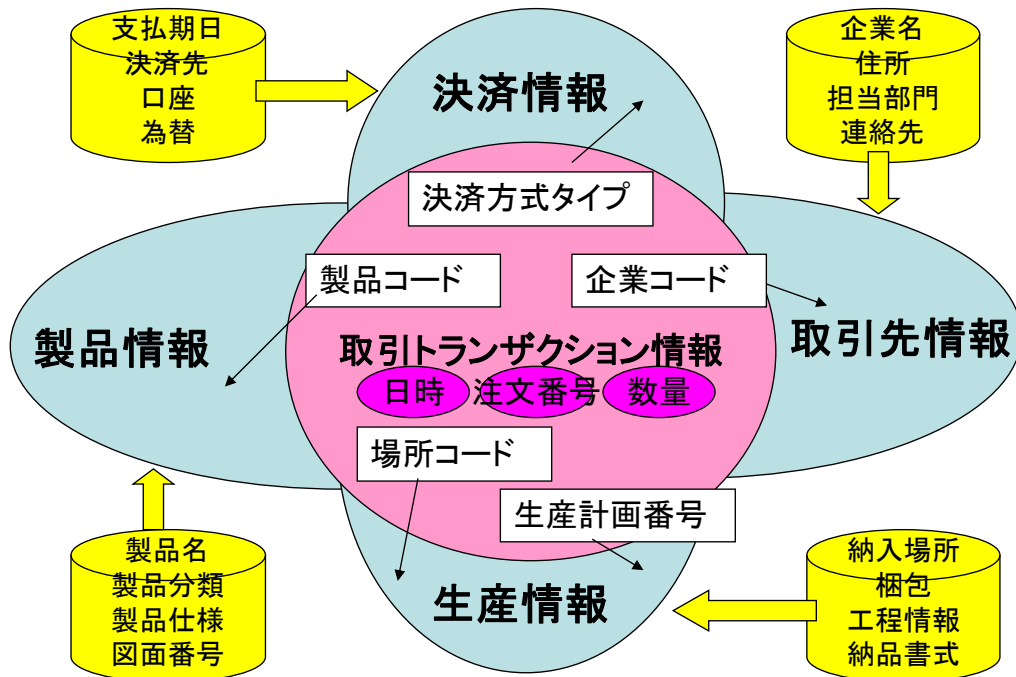 支払期日
決済先
口座
為替
決済情報
企業名
住所
担当部門
連絡先
決済方式タイプ
製品コード
企業コード
製品情報
取引トランザクション情報
取引先情報
日時
注文番号
数量
場所コード
生産計画番号
製品名
製品分類
製品仕様
図面番号
生産情報
納入場所
梱包
工程情報
納品書式